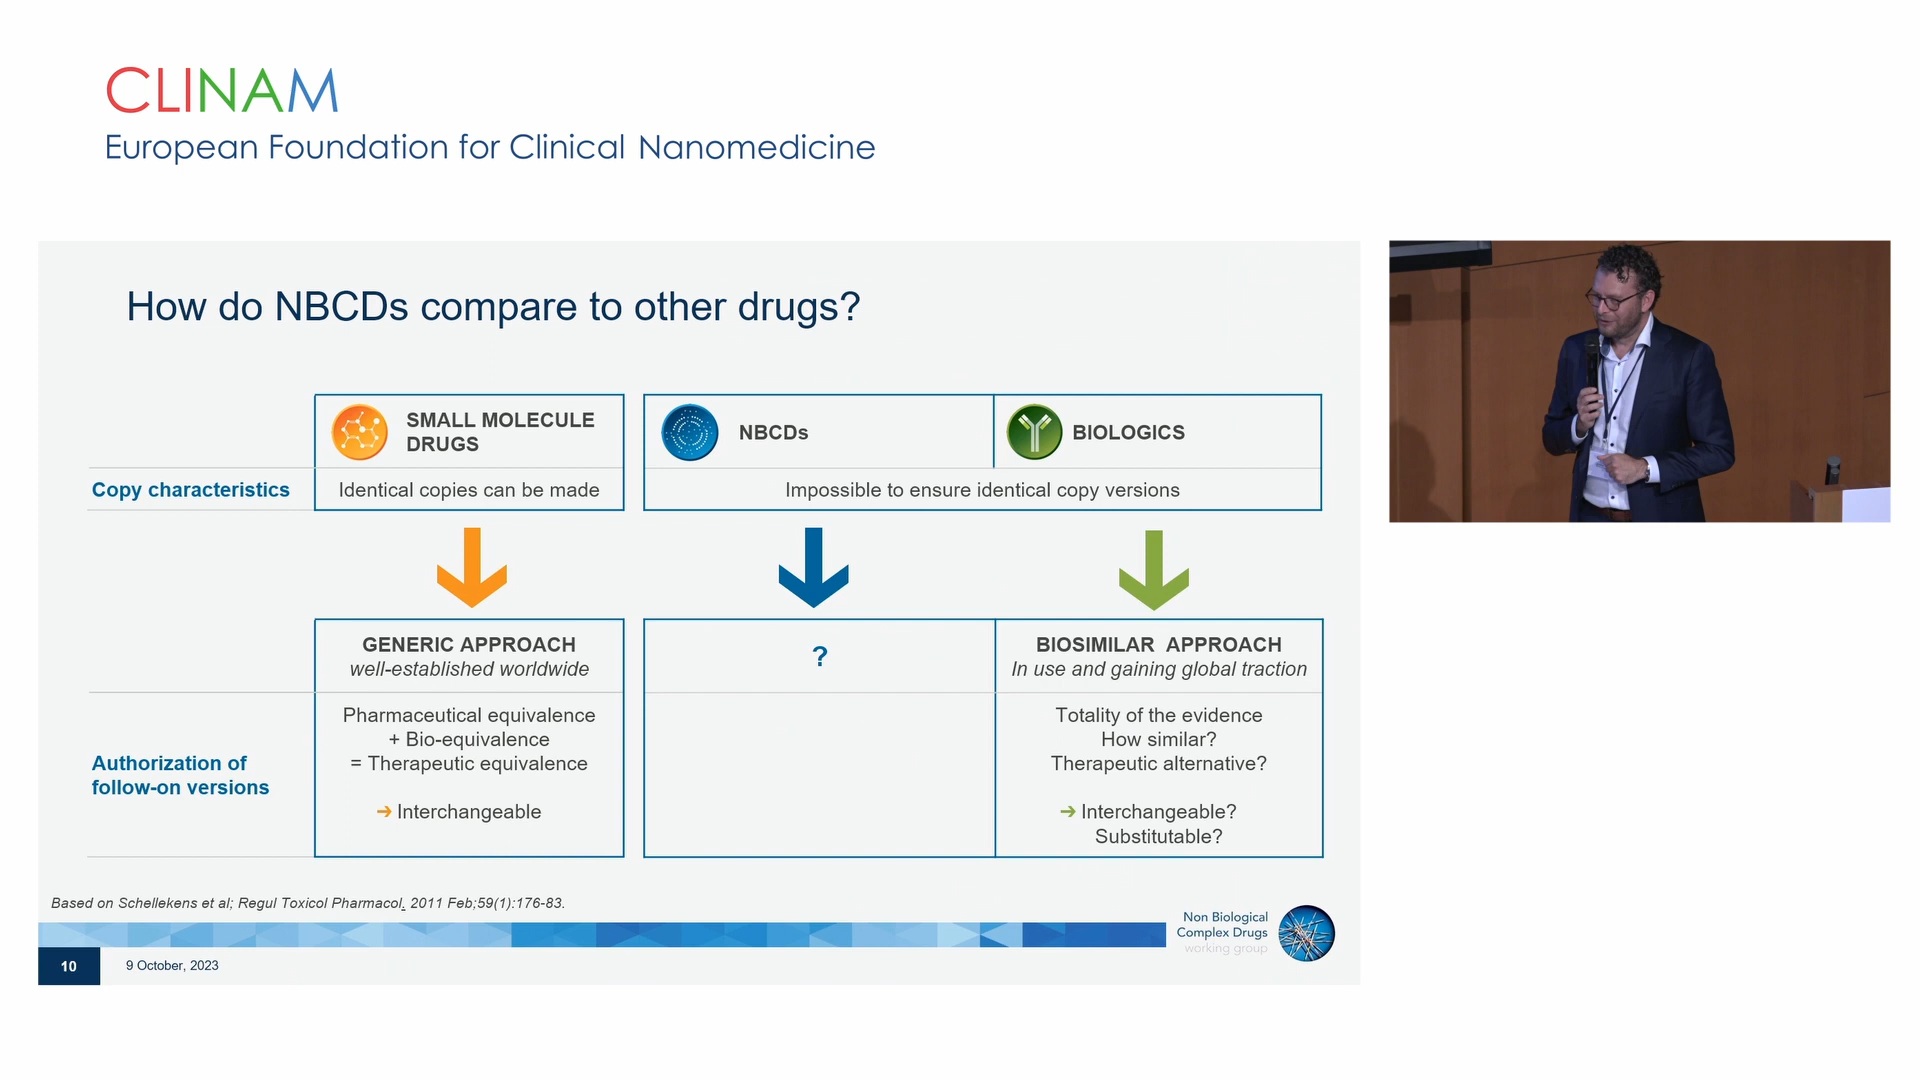 CLINAM
European Foundation for Clinical Nanomedicine
How do NBCDs compare to other drugs?
SMALL MOLECULE
DRUGS
NBCDs
BIOLOGICS
Copy characteristics
Identical copies can be made
Impossible to ensure identical copy versions
GENERIC APPROACH
well-established worldwide
?
BIOSIMILAR APPROACH
In use and gaining global traction
Authorization of
follow-on versions
Pharmaceutical equivalence
+ Bio-equivalence
= Therapeutic equivalence
➔ Interchangeable
Totality of the evidence
How similar?
Therapeutic alternative?
➔ Interchangeable?
Substitutable?
Based on Schellekens et al; Regul Toxicol Pharmacol. 2011 Feb;59(1):176-83.
Non Biological
Complex Drugs
working group
10
9 October, 2023